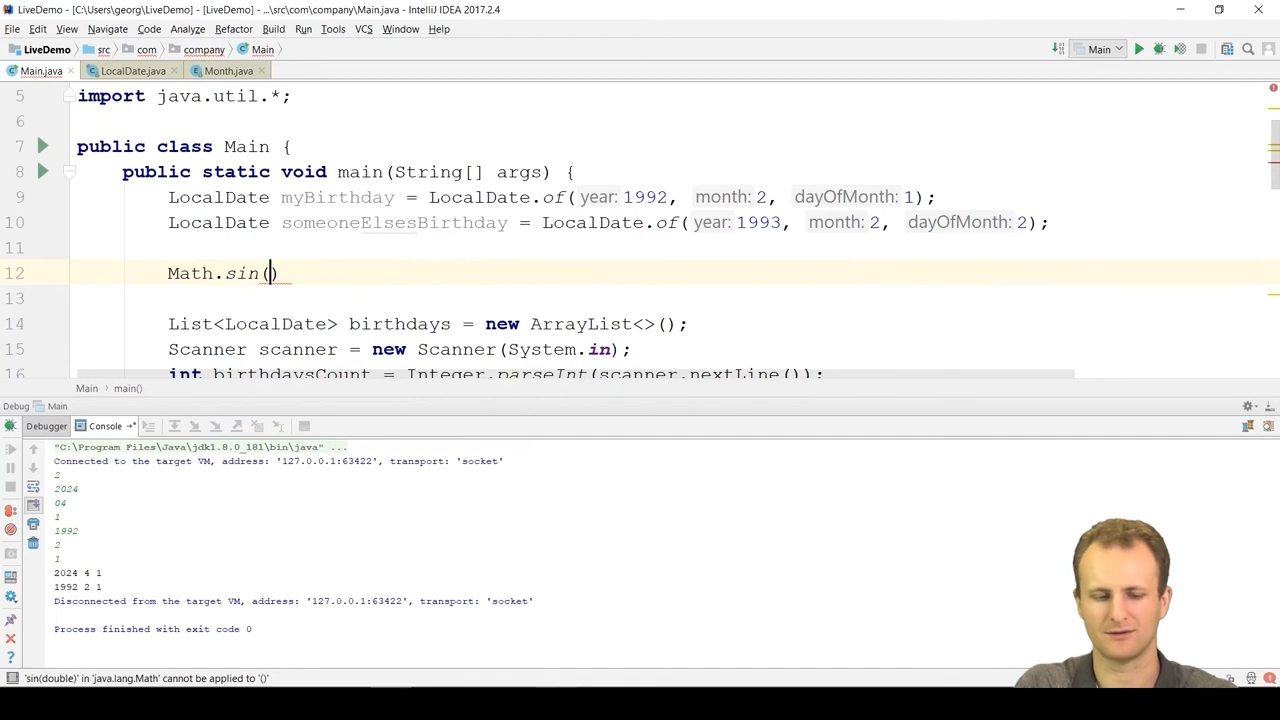 LiveDemo - [C:\Users\georg\LiveDemo] - [LiveDemo] - ...\src\com\company\Main.java - IntelliJ IDEA 2017.2.4
File Edit View Navigate Code Analyze Refactor Build Run Tools VCS Window Help
LiveDemo src com company Main Main
Main.java LocalDate.java Month.java
5 import java.util.*;
6
7 public class Main {
8 public static void main(String[] args) {
9 LocalDate myBirthday = LocalDate.of( year: 1992, month: 2, dayOfMonth: 1);
10 LocalDate someoneElsesBirthday = LocalDate.of( year: 1993, month: 2, dayOfMonth: 2);
11
12 Math.sin()
13
14 List<LocalDate> birthdays = new ArrayList<>();
15 Scanner scanner = new Scanner(System.in);
16 int birthdaysCount = Integer.parseInt(scanner.nextLine());
Main main()
Debug Main
Debugger Console
"C:\Program Files\Java\jdk1.8.0_181\bin\java" ...
Connected to the target VM, address: '127.0.0.1:63422', transport: 'socket'
2
2024
04
1
1992
2
1
2024 4 1
1992 2 1
Disconnected from the target VM, address: '127.0.0.1:63422', transport: 'socket'
Process finished with exit code 0
'sin(double)' in 'java.lang.Math' cannot be applied to '()'